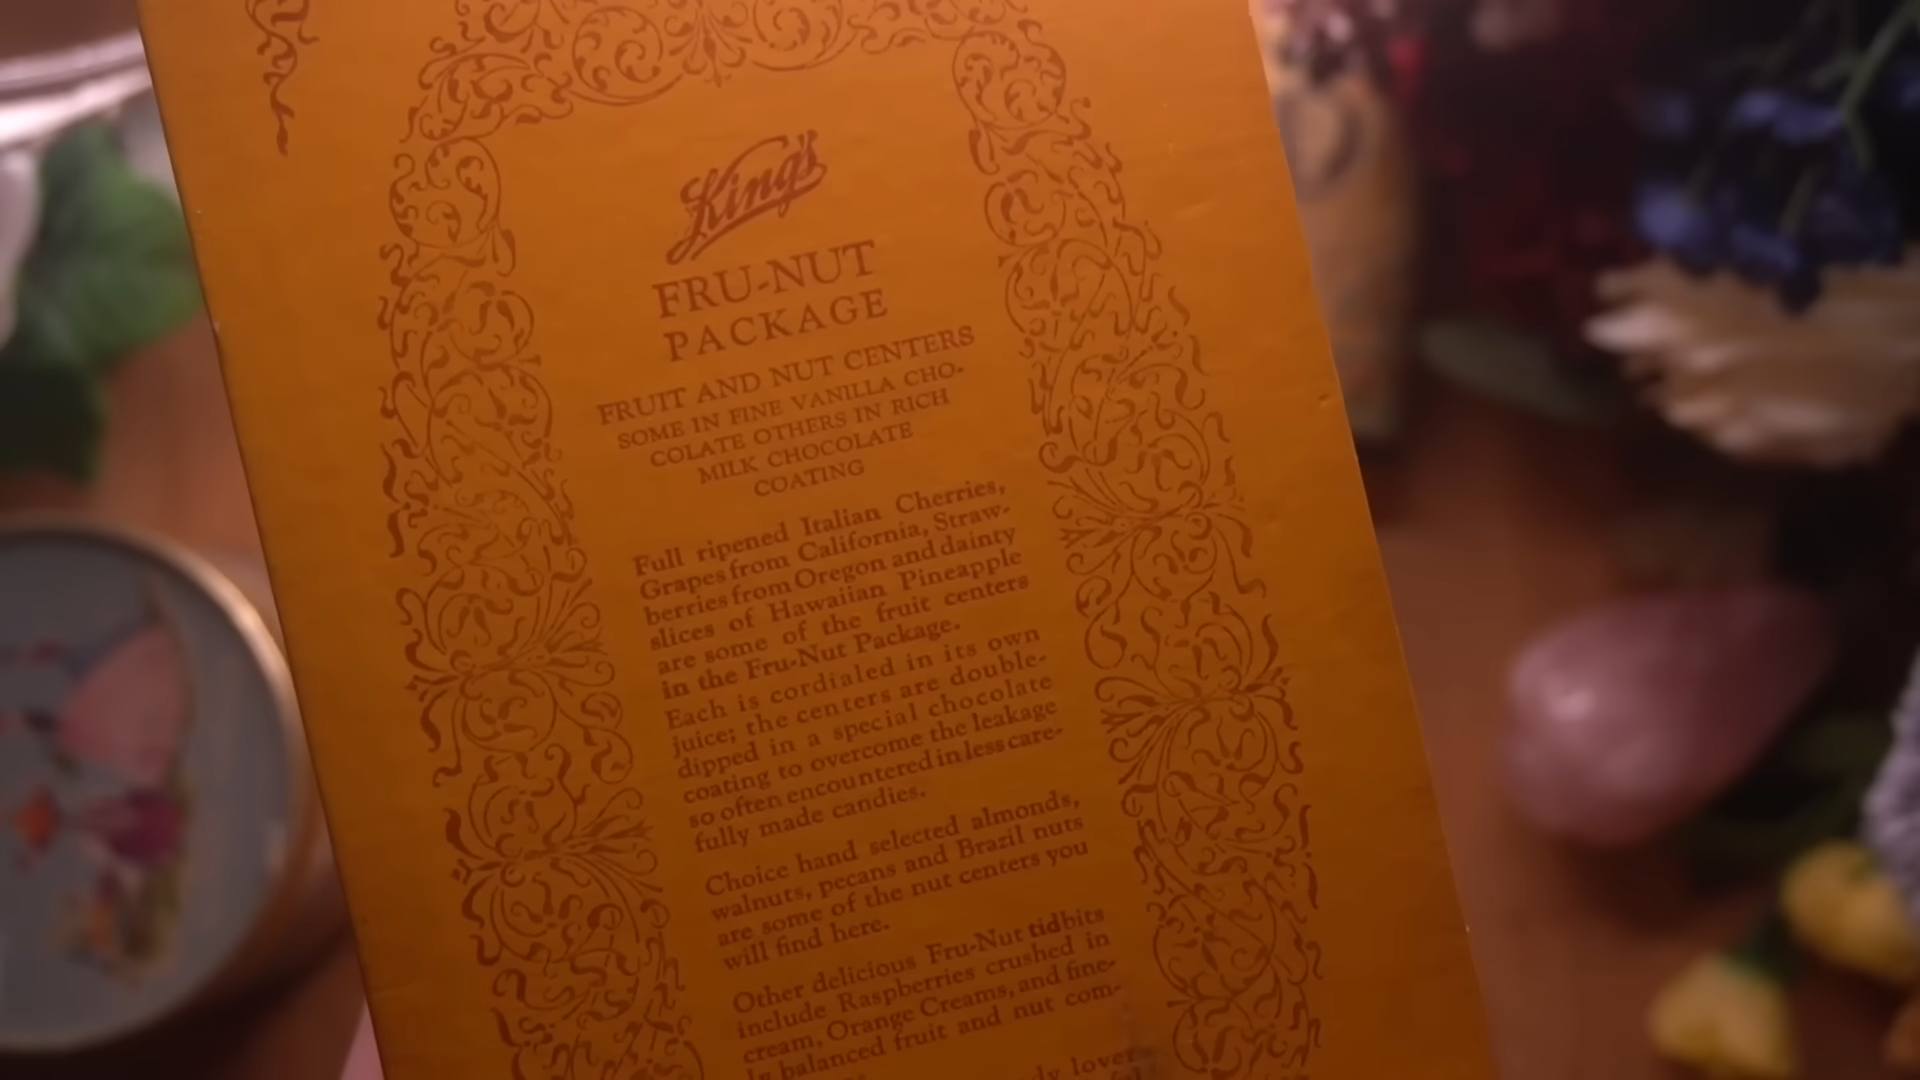 King's
FRU-NUT
PACKAGE
FRUIT AND NUT CENTERS
SOME IN FINE VANILLA CHO-
COLATE OTHERS IN RICH
MILK CHOCOLATE
COATING
Full ripened Italian Cherries,
Grapes from California, Straw-
berries from Oregon and dainty
slices of Hawaiian Pineapple
are some of the fruit centers
in the Fru-Nut Package.
Each is cordialed in its own
juice; the centers are double-
dipped in a special chocolate
coating to overcome the leakage
so often encountered in less care-
fully made candies.
Choice hand selected almonds,
walnuts, pecans and Brazil nuts
are some of the nut centers you
will find here.
Other delicious Fru-Nut tidbits
include Raspberries crushed in
cream, Orange Creams, and fine-
ly balanced fruit and nut com-
lover